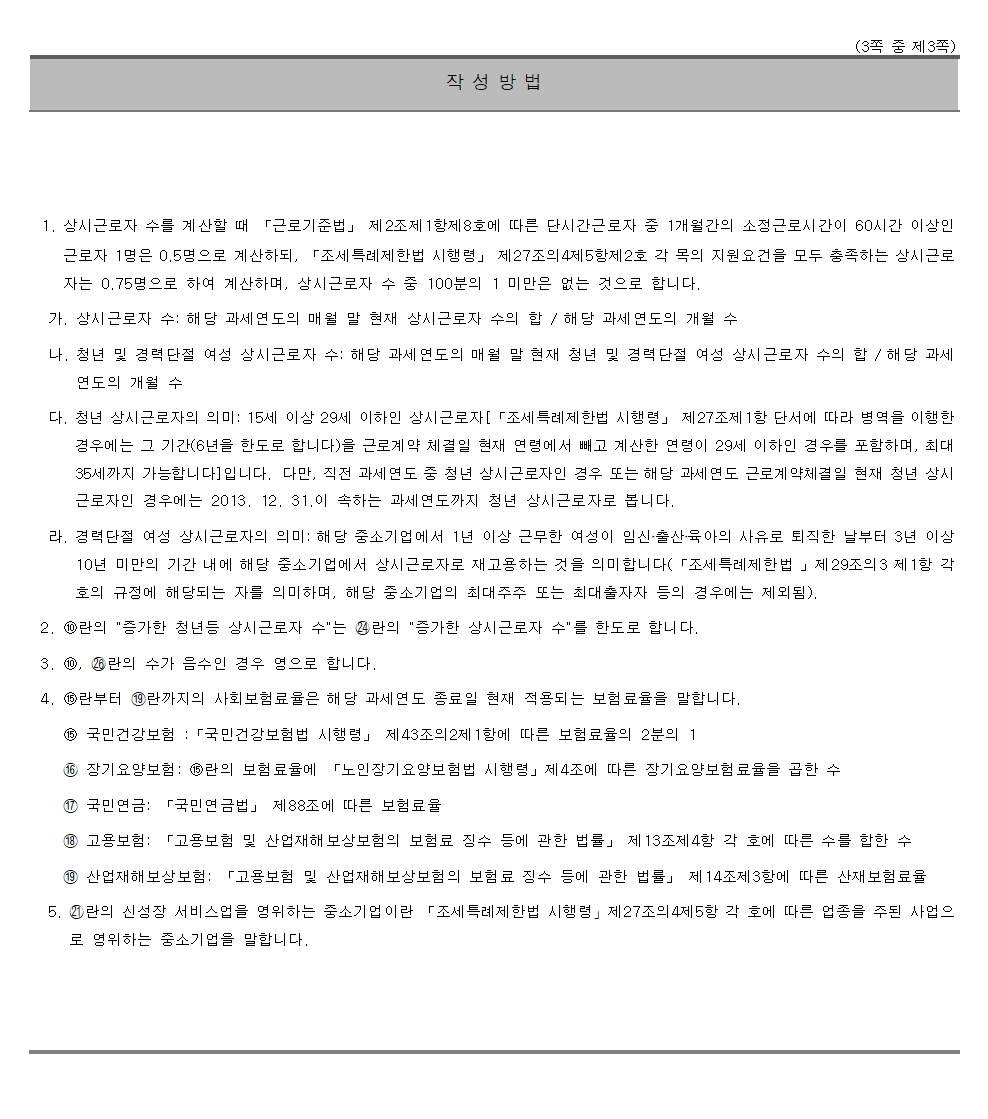 (3쪽 중 제3쪽)
작 성 방 법
1. 상시근로자 수를 계산할 때 「근로기준법」 제2조제1항제8호에 따른 단시간근로자 중 1개월간의 소정근로시간이 60시간 이상인
근로자 1명은 0.5명으로 계산하되, 「조세특례제한법 시행령」 제27조의4제5항제2호 각 목의 지원요건을 모두 충족하는 상시근로
자는 0.75명으로 하여 계산하며, 상시근로자 수 중 100분의 1 미만은 없는 것으로 합니다.
가. 상시근로자 수: 해당 과세연도의 매월 말 현재 상시근로자 수의 합 / 해당 과세연도의 개월 수
나. 청년 및 경력단절 여성 상시근로자 수: 해당 과세연도의 매월 말 현재 청년 및 경력단절 여성 상시근로자 수의 합 / 해당 과세
연도의 개월 수
다. 청년 상시근로자의 의미: 15세 이상 29세 이하인 상시근로자[「조세특례제한법 시행령」 제27조제1항 단서에 따라 병역을 이행한
경우에는 그 기간(6년을 한도로 합니다)을 근로계약 체결일 현재 연령에서 빼고 계산한 연령이 29세 이하인 경우를 포함하며, 최대
35세까지 가능합니다]입니다. 다만, 직전 과세연도 중 청년 상시근로자인 경우 또는 해당 과세연도 근로계약체결일 현재 청년 상시
근로자인 경우에는 2013. 12. 31.이 속하는 과세연도까지 청년 상시근로자로 봅니다.
라. 경력단절 여성 상시근로자의 의미: 해당 중소기업에서 1년 이상 근무한 여성이 임신·출산·육아의 사유로 퇴직한 날부터 3년 이상
10년 미만의 기간 내에 해당 중소기업에서 상시근로자로 재고용하는 것을 의미합니다(「조세특례제한법 」제29조의3 제1항 각
호의 규정에 해당되는 자를 의미하며, 해당 중소기업의 최대주주 또는 최대출자자 등의 경우에는 제외됨).
2. ⑩란의 "증가한 청년등 상시근로자 수"는 ㉔란의 "증가한 상시근로자 수"를 한도로 합니다.
3. ⑩, ㉖란의 수가 음수인 경우 영으로 합니다.
4. ⑮란부터 ⑲란까지의 사회보험료율은 해당 과세연도 종료일 현재 적용되는 보험료율을 말합니다.
⑮ 국민건강보험 :「국민건강보험법 시행령」 제43조의2제1항에 따른 보험료율의 2분의 1
⑯ 장기요양보험: ⑮란의 보험료율에 「노인장기요양보험법 시행령」제4조에 따른 장기요양보험료율을 곱한 수
⑰ 국민연금: 「국민연금법」 제88조에 따른 보험료율
⑱ 고용보험: 「고용보험 및 산업재해보상보험의 보험료 징수 등에 관한 법률」 제13조제4항 각 호에 따른 수를 합한 수
⑲ 산업재해보상보험: 「고용보험 및 산업재해보상보험의 보험료 징수 등에 관한 법률」 제14조제3항에 따른 산재보험료율
5. ㉑란의 신성장 서비스업을 영위하는 중소기업이란 「조세특례제한법 시행령」제27조의4제5항 각 호에 따른 업종을 주된 사업으
로 영위하는 중소기업을 말합니다.